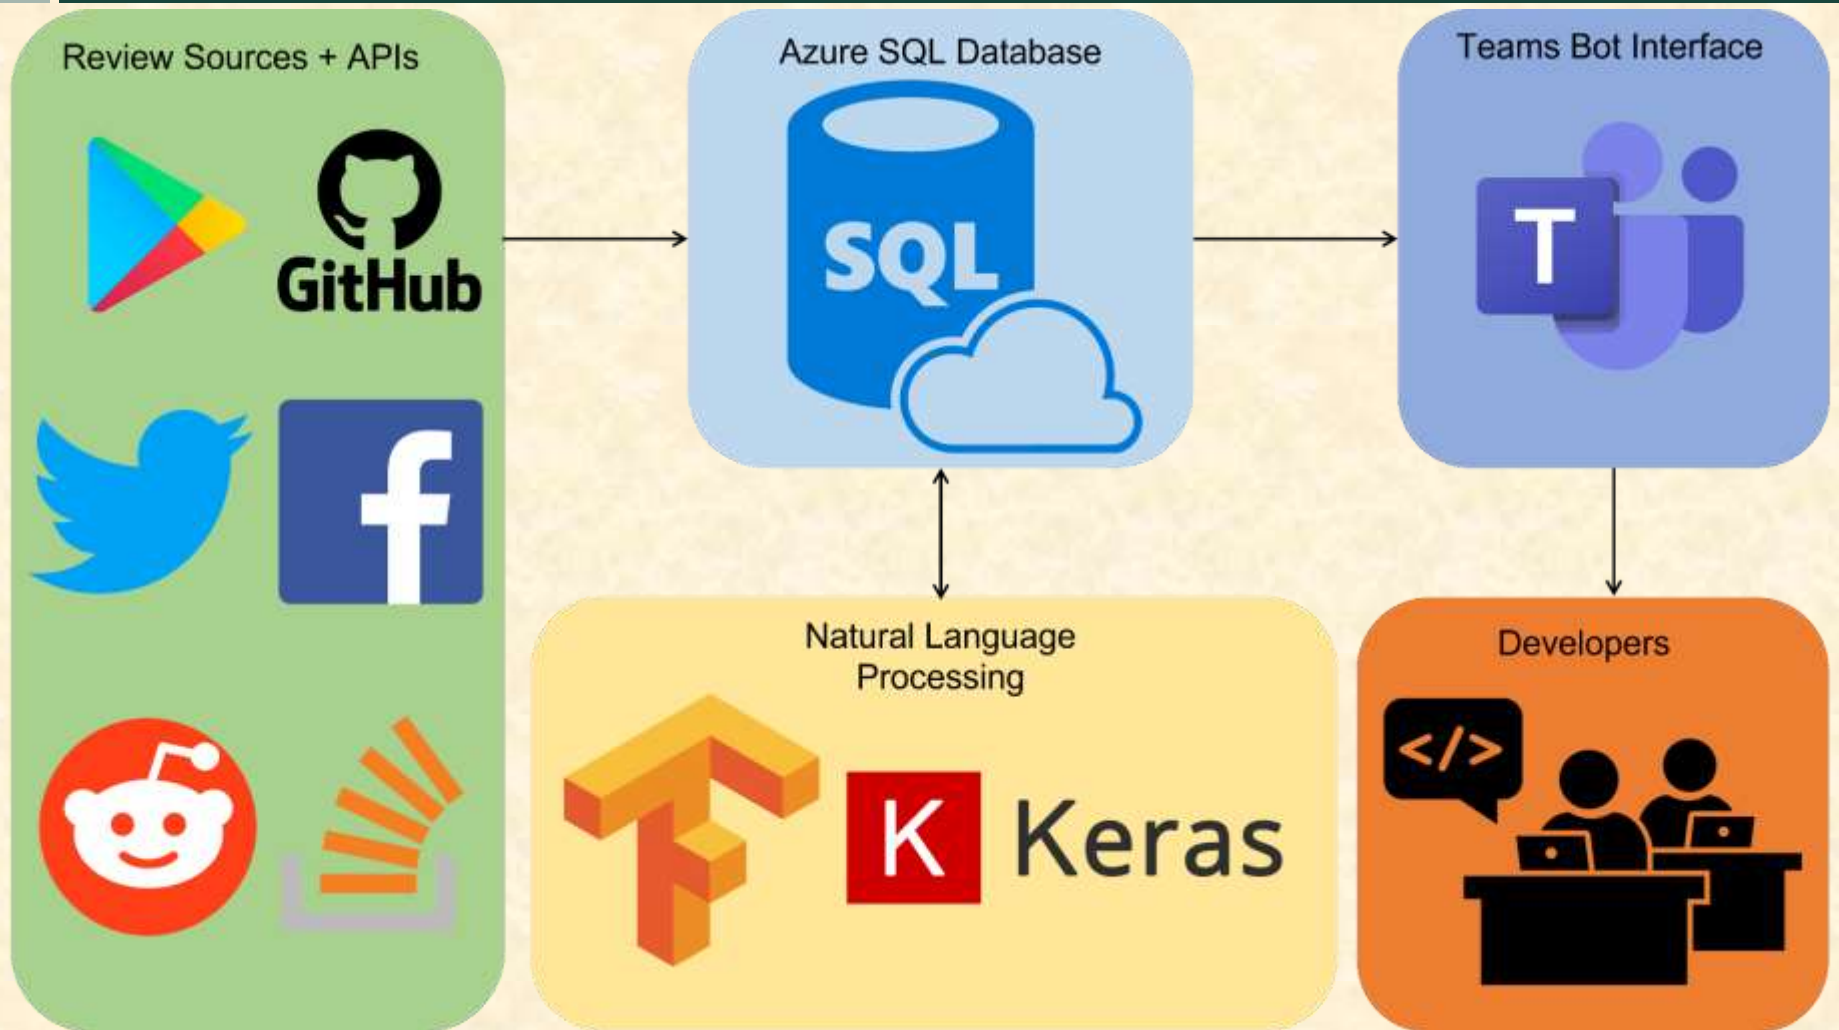 Review Sources + APIs
GitHub
f
Azure SQL Database
SQL
Teams Bot Interface
T
Natural Language
Processing
K Keras
Developers
</>